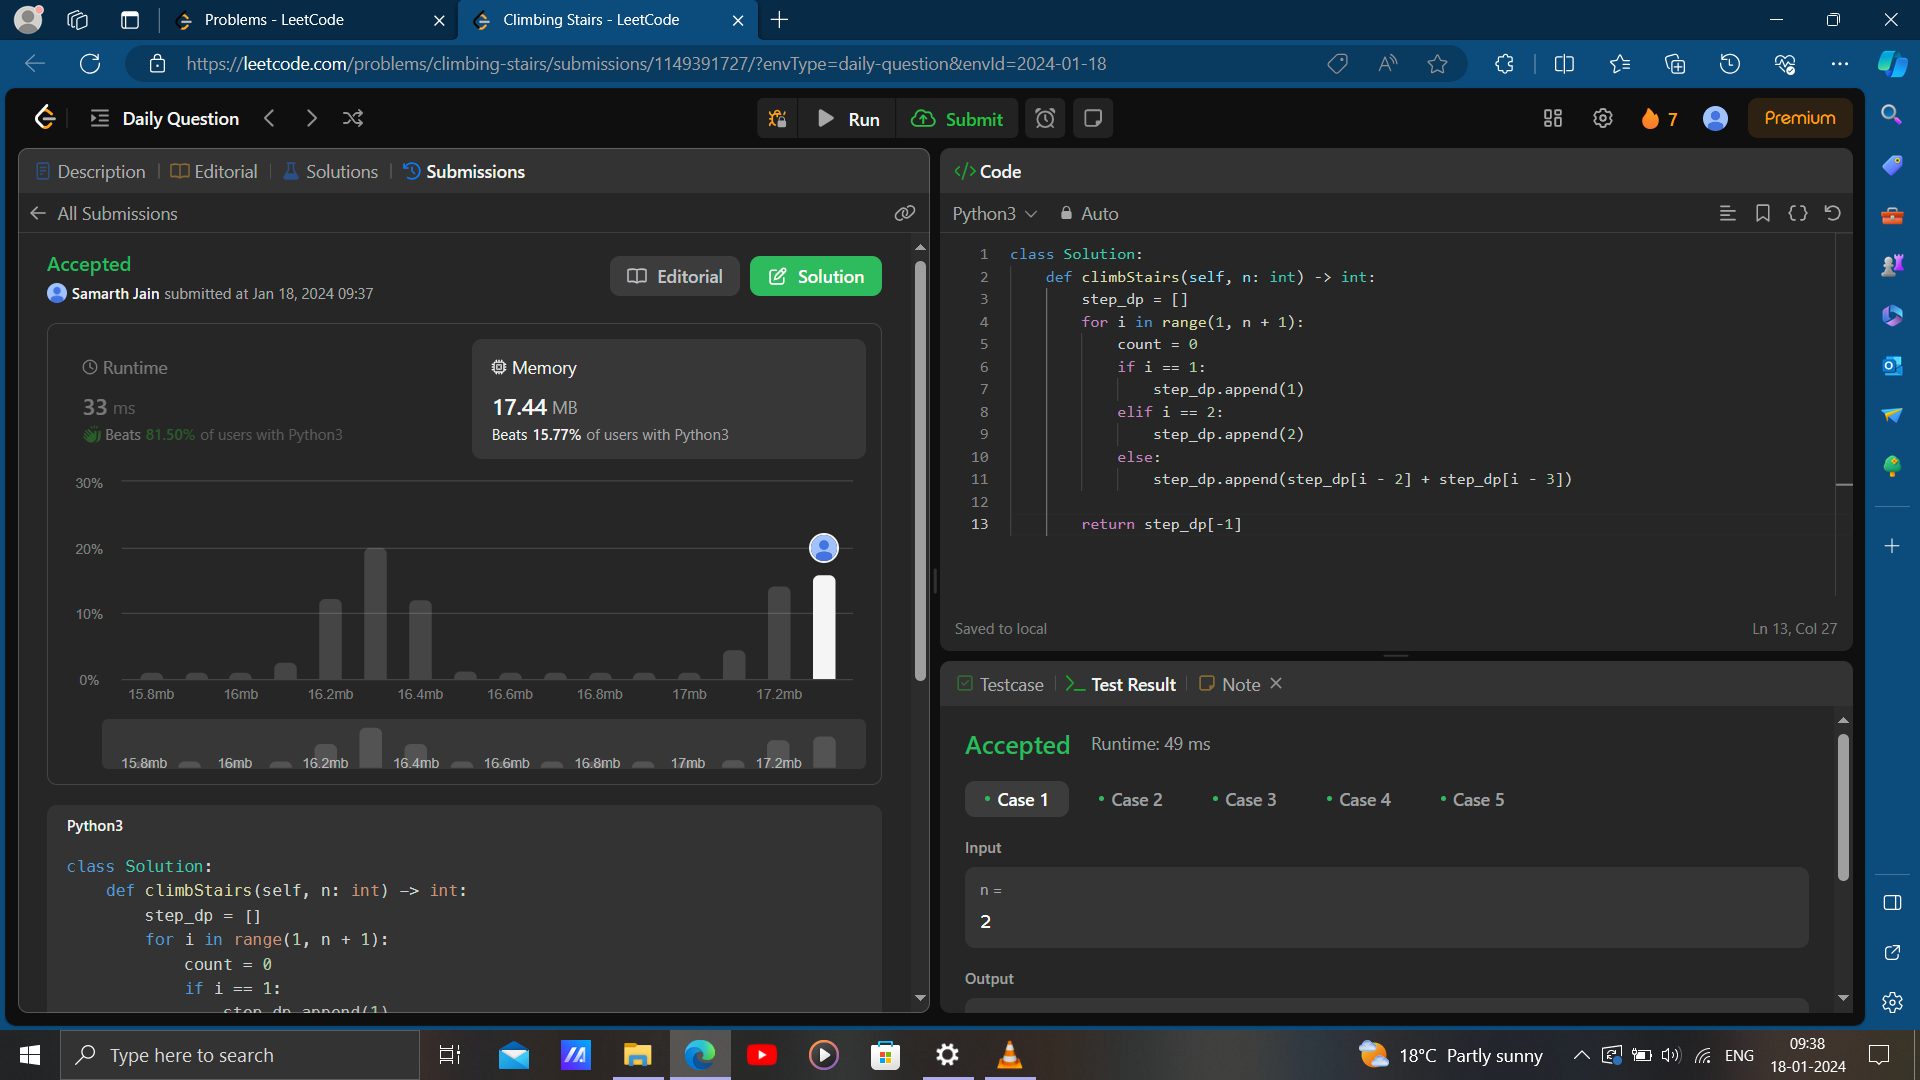 Problems - LeetCode
Climbing Stairs - LeetCode
https://leetcode.com/problems/climbing-stairs/submissions/1149391727/?envType=daily-question&envId=2024-01-18
Daily Question
Run
Submit
7
Premium
Description
Editorial
Solutions
Submissions
All Submissions
Accepted
Samarth Jain submitted at Jan 18, 2024 09:37
Editorial
Solution
Runtime
33 ms
Beats 81.50% of users with Python3
Memory
17.44 MB
Beats 15.77% of users with Python3
30%
20%
10%
0%
15.8mb 16mb 16.2mb 16.4mb 16.6mb 16.8mb 17mb 17.2mb
15.8mb 16mb 16.2mb 16.4mb 16.6mb 16.8mb 17mb 17.2mb
Python3
class Solution:
    def climbStairs(self, n: int) -> int:
        step_dp = []
        for i in range(1, n + 1):
            count = 0
            if i == 1:
                step_dp.append(1)
</> Code
Python3
Auto
1 class Solution:
2     def climbStairs(self, n: int) -> int:
3         step_dp = []
4         for i in range(1, n + 1):
5             count = 0
6             if i == 1:
7                 step_dp.append(1)
8             elif i == 2:
9                 step_dp.append(2)
10             else:
11                 step_dp.append(step_dp[i - 2] + step_dp[i - 3])
12
13         return step_dp[-1]
Saved to local
Ln 13, Col 27
Testcase
Test Result
Note
Accepted
Runtime: 49 ms
Case 1
Case 2
Case 3
Case 4
Case 5
Input
n =
2
Output
Type here to search
18°C Partly sunny
ENG
09:38
18-01-2024